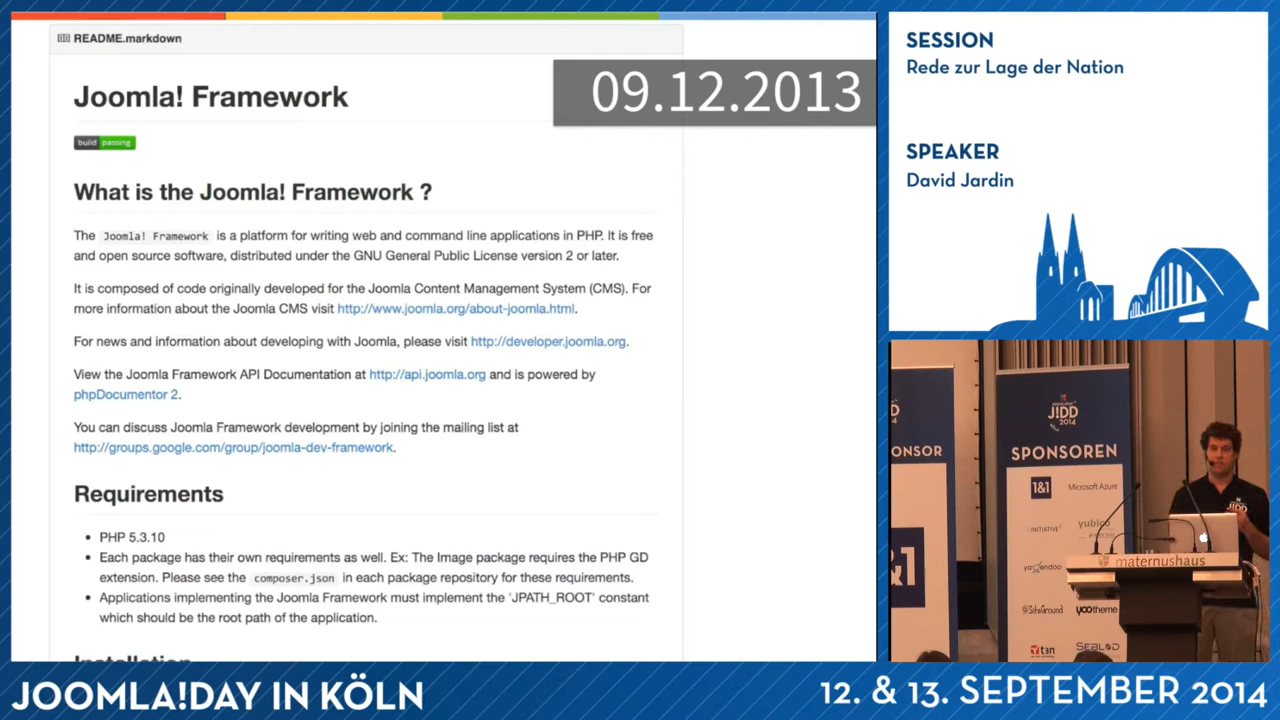 README.markdown
09.12.2013
Joomla! Framework
build passing
What is the Joomla! Framework ?
The Joomla! Framework is a platform for writing web and command line applications in PHP. It is free
and open source software, distributed under the GNU General Public License version 2 or later.
It is composed of code originally developed for the Joomla Content Management System (CMS). For
more information about the Joomla CMS visit http://www.joomla.org/about-joomla.html.
For news and information about developing with Joomla, please visit http://developer.joomla.org.
View the Joomla Framework API Documentation at http://api.joomla.org and is powered by
phpDocumentor 2.
You can discuss Joomla Framework development by joining the mailing list at
http://groups.google.com/group/joomla-dev-framework.
Requirements
• PHP 5.3.10
• Each package has their own requirements as well. Ex: The Image package requires the PHP GD
extension. Please see the composer.json in each package repository for these requirements.
• Applications implementing the Joomla Framework must implement the 'JPATH_ROOT' constant
which should be the root path of the application.
Installation
SESSION
Rede zur Lage der Nation
SPEAKER
David Jardin
J!DD
2014
ONSOR
SPONSOREN
1&1
Microsoft Azure
INITIATIVE
yubico
&1
SiteGround
yootheme
t3n
SEBLOD
J!DD
maternushaus
JOOMLA!DAY IN KÖLN
12. & 13. SEPTEMBER 2014